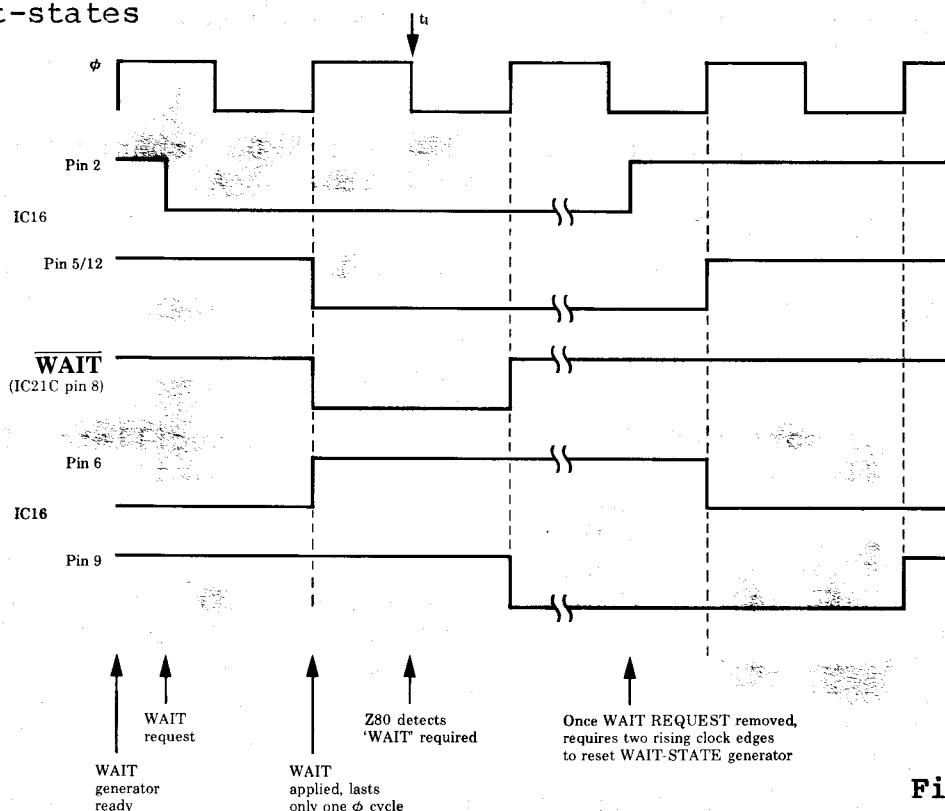 t-states
t₁
φ
Pin 2
IC16
Pin 5/12
WAIT
(IC21C pin 8)
Pin 6
IC16
Pin 9
WAIT
request
Z80 detects
'WAIT' required
Once WAIT REQUEST removed,
requires two rising clock edges
to reset WAIT-STATE generator
WAIT
generator
ready
WAIT
applied, lasts
only one φ cycle
Fi